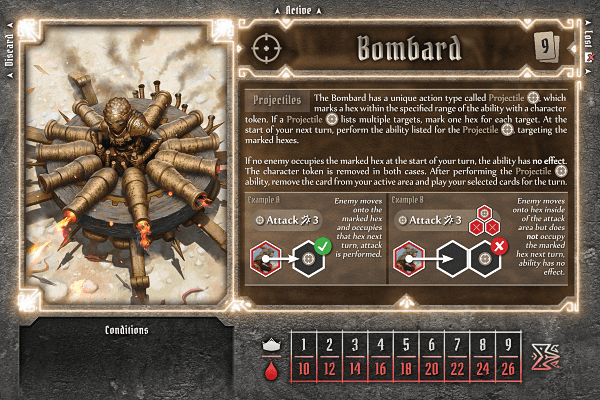 Active
Discard
Lost
Bombard
9
Projectiles The Bombard has a unique action type called Projectile , which
marks a hex within the specified range of the ability with a character
token. If a Projectile lists multiple targets, mark one hex for each target. At the
start of your next turn, perform the ability listed for the Projectile , targeting the
marked hexes.
If no enemy occupies the marked hex at the start of your turn, the ability has no effect.
The character token is removed in both cases. After performing the Projectile
ability, remove the card from your active area and play your selected cards for the turn.
Example A
Attack 3
Enemy moves
onto the
marked hex
and occupies
that hex next
turn, attack
is performed.
Example B
Attack 3
Enemy moves
onto hex inside
of the attack
area but does
not occupy
the marked
hex next turn,
ability has no
effect.
Conditions
1 2 3 4 5 6 7 8 9
10 12 14 16 18 20 22 24 26